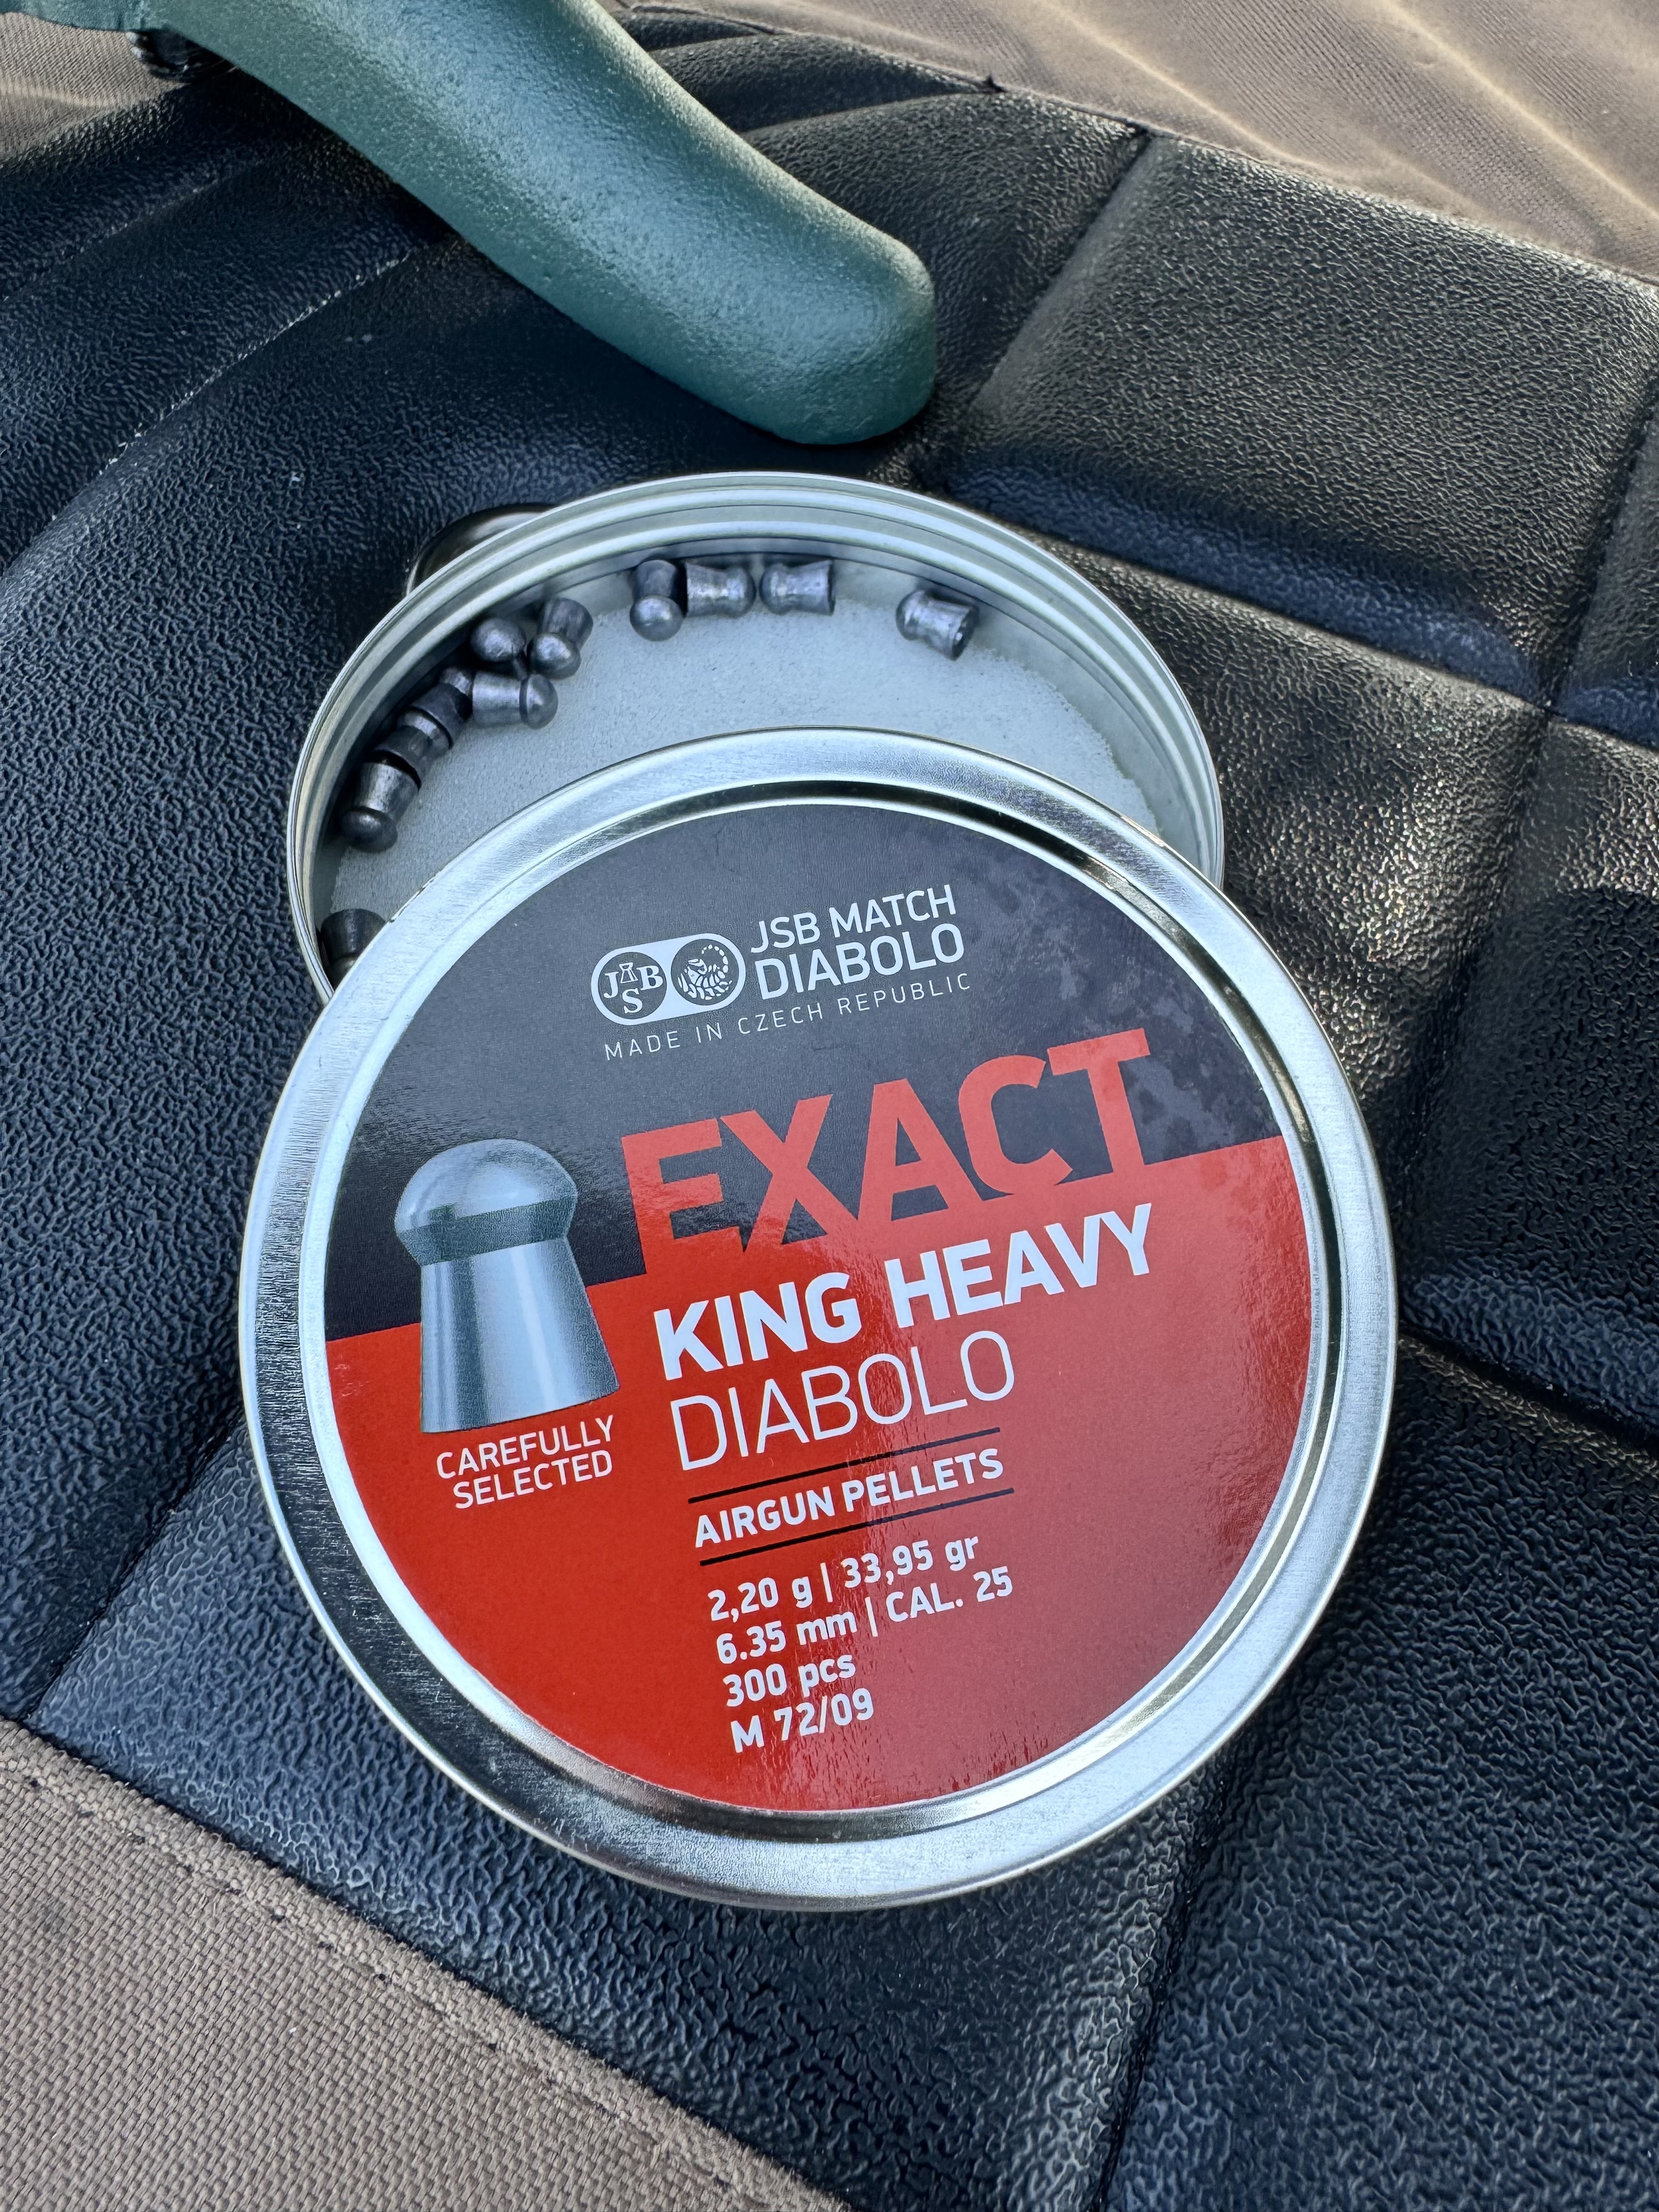 JSB
JSB MATCH
DIABOLO
MADE IN CZECH REPUBLIC
EXACT
KING HEAVY
DIABOLO
CAREFULLY
SELECTED
AIRGUN PELLETS
2,20 g | 33,95 gr
6.35 mm | CAL. 25
300 pcs
M 72/09